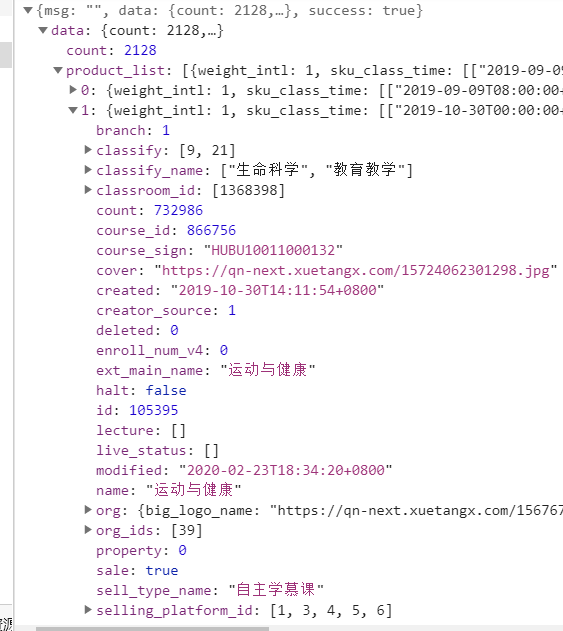 {msg: "", data: {count: 2128,…}, success: true}
data: {count: 2128,…}
count: 2128
product_list: [{weight_intl: 1, sku_class_time: [["2019-09-09
0: {weight_intl: 1, sku_class_time: [["2019-09-09T08:00:00+
1: {weight_intl: 1, sku_class_time: [["2019-10-30T00:00:00+
branch: 1
classify: [9, 21]
classify_name: ["生命科学", "教育教学"]
classroom_id: [1368398]
count: 732986
course_id: 866756
course_sign: "HUBU10011000132"
cover: "https://qn-next.xuetangx.com/15724062301298.jpg"
created: "2019-10-30T14:11:54+0800"
creator_source: 1
deleted: 0
enroll_num_v4: 0
ext_main_name: "运动与健康"
halt: false
id: 105395
lecture: []
live_status: []
modified: "2020-02-23T18:34:20+0800"
name: "运动与健康"
org: {big_logo_name: "https://qn-next.xuetangx.com/156767
org_ids: [39]
property: 0
sale: true
sell_type_name: "自主学慕课"
selling_platform_id: [1, 3, 4, 5, 6]